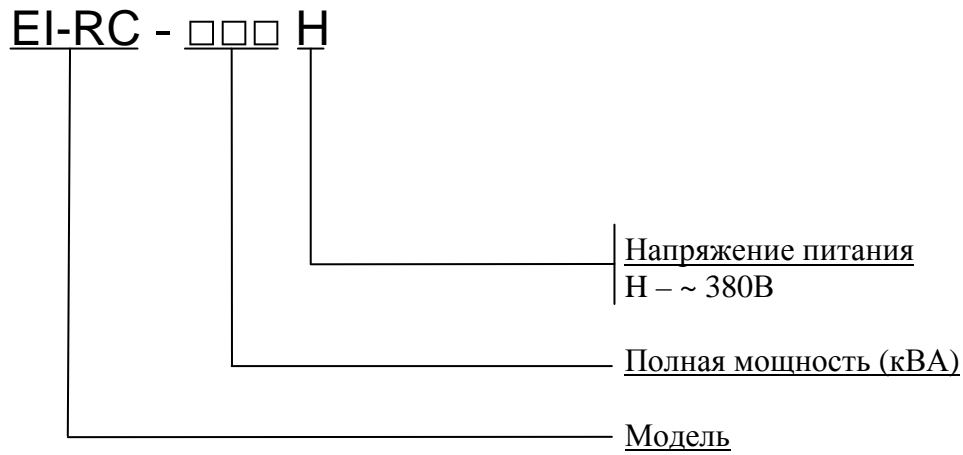 EI-RC - □□□ H
Напряжение питания
Н – ~ 380В
Полная мощность (кВА)
Модель